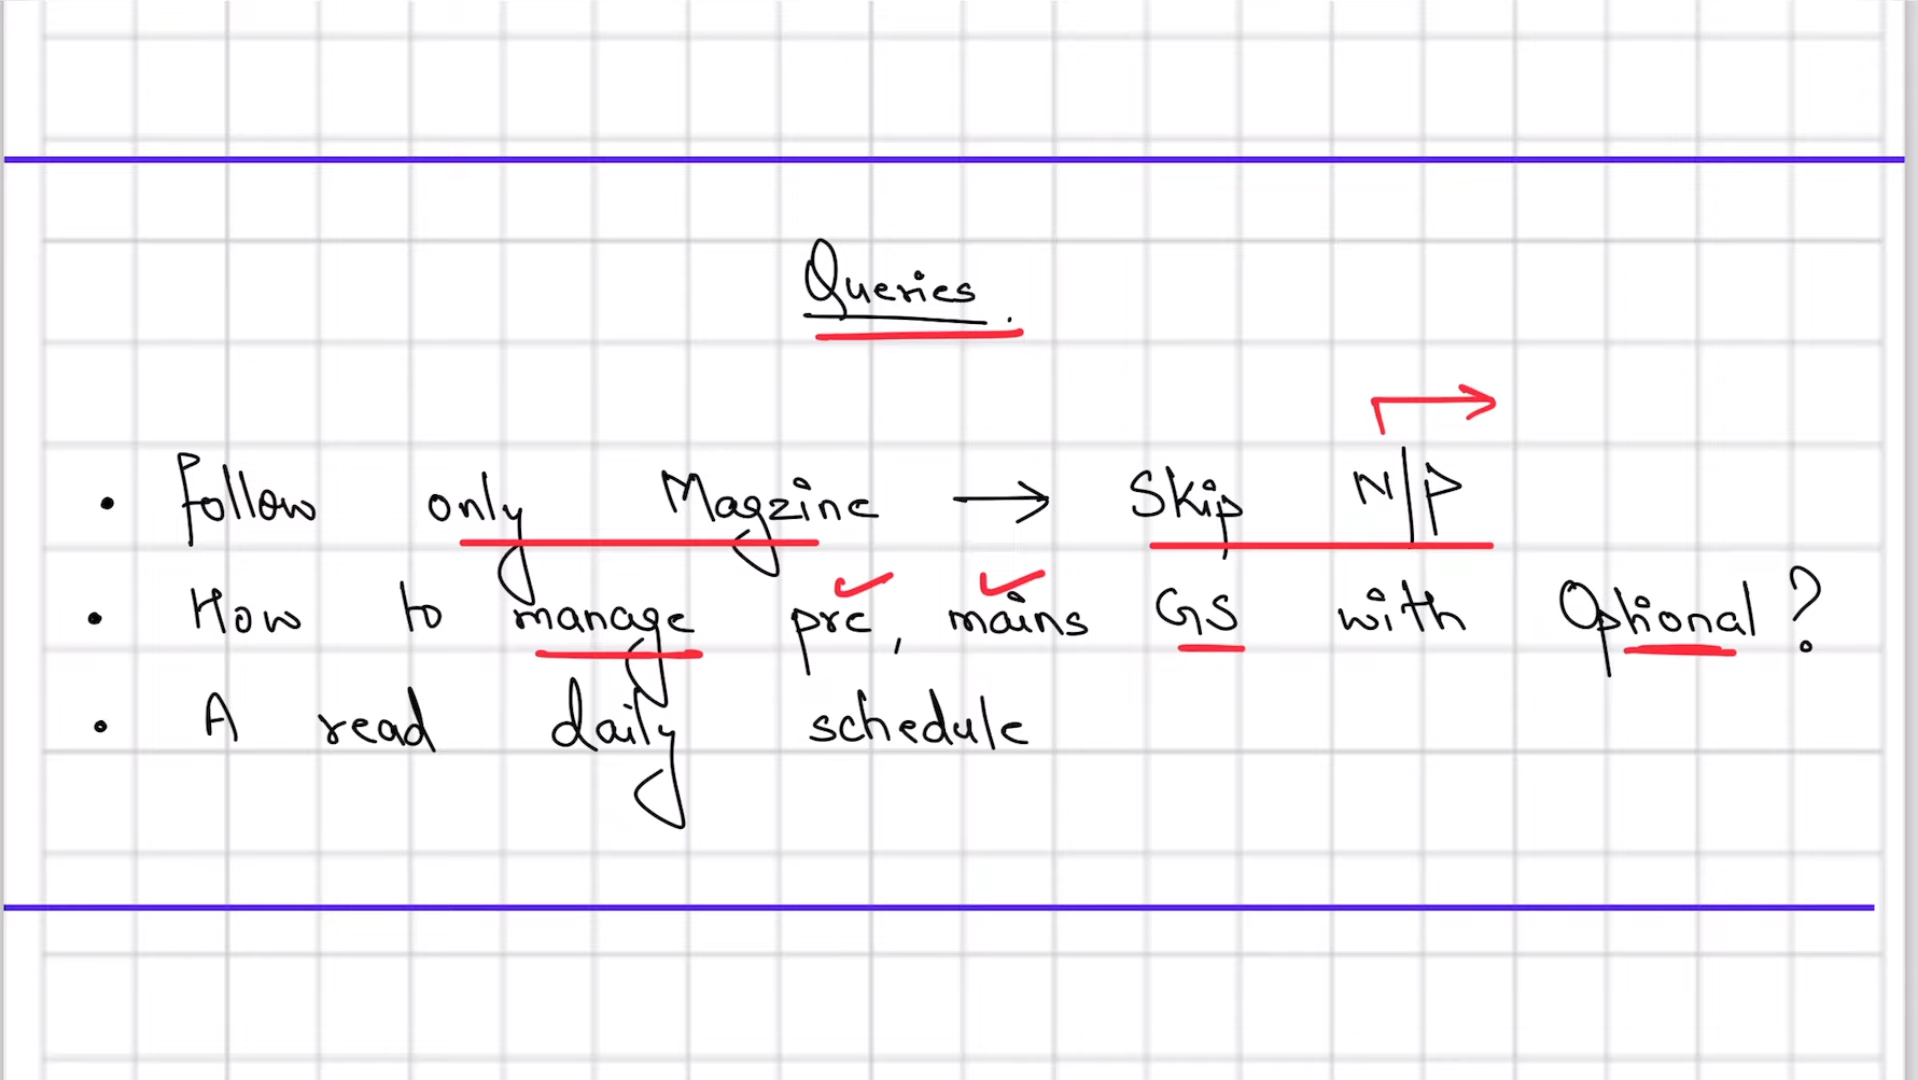 Queries.
• Follow only Magzine → Skip N/P
• How to manage pre, mains GS with Optional?
• A read daily schedule